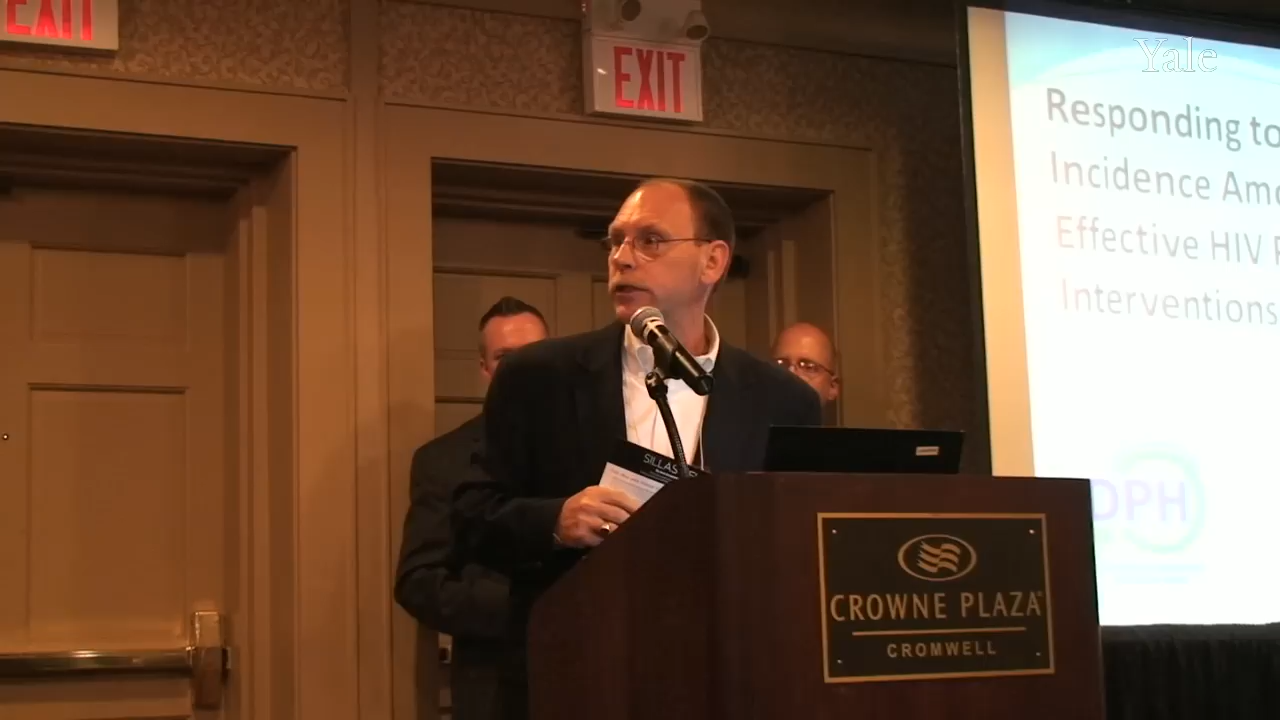 EXIT
EXIT
Yale
Responding to
Incidence Amo
Effective HIV
Interventions
DPH
SILLAS
CROWNE PLAZA
CROMWELL